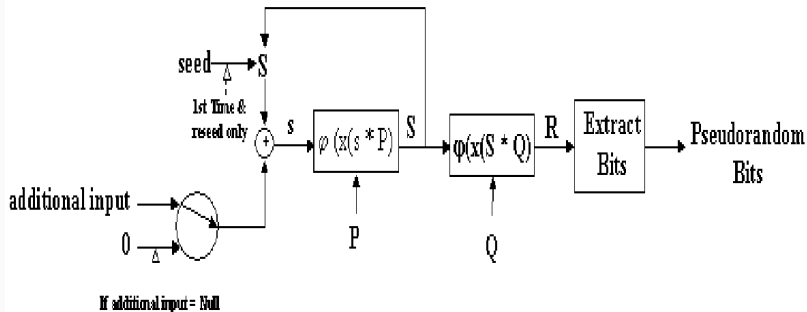 seed
S
1st Time &
reseed only
+
s
φ (x(s * P)
S
φ(x(S * Q)
R
Extract
Bits
Pseudorandom
Bits
additional input
0
P
Q
If additional input = Null